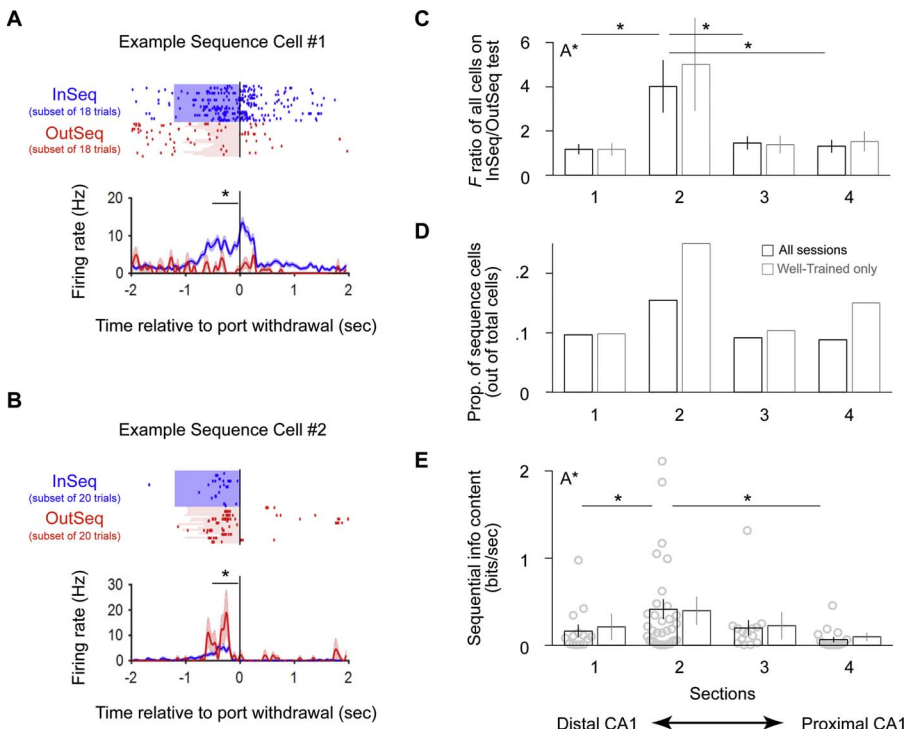 A
Example Sequence Cell #1
InSeq
(subset of 18 trials)
OutSeq
(subset of 18 trials)
*
Firing rate (Hz)
20
10
0
-2
-1
0
1
2
Time relative to port withdrawal (sec)
B
Example Sequence Cell #2
InSeq
(subset of 20 trials)
OutSeq
(subset of 20 trials)
*
Firing rate (Hz)
30
20
10
0
-2
-1
0
1
2
Time relative to port withdrawal (sec)
C
F ratio of all cells on
InSeq/OutSeq test
A*
*
*
*
6
4
2
0
1
2
3
4
D
Prop. of sequence cells
(out of total cells)
All sessions
Well-Trained only
.2
.1
0
1
2
3
4
E
Sequential info content
(bits/sec)
A*
*
*
2
1
0
1
2
3
4
Sections
Distal CA1
Proximal CA1